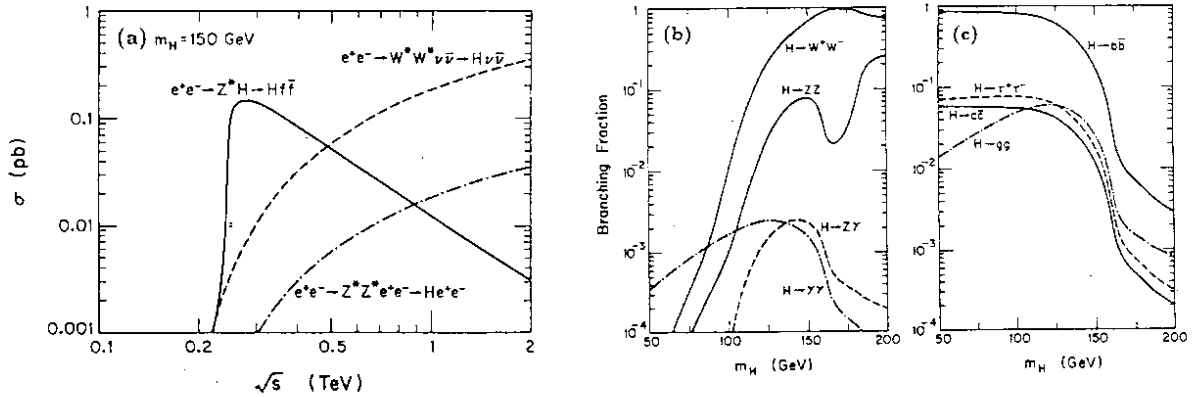 (a) m_H = 150 GeV
e⁺e⁻→W*W*νν̄→Hνν̄
e⁺e⁻→Z*H→Hff̄
e⁺e⁻→Z*Z*e⁺e⁻→He⁺e⁻
σ (pb)
1
0.1
0.01
0.001
0.1
0.2
0.5
1
2
√s (TeV)
(b)
H→W⁺W⁻
H→ZZ
H→Zγ
H→γγ
Branching Fraction
1
10⁻¹
10⁻²
10⁻³
10⁻⁴
50
100
150
200
m_H (GeV)
(c)
H→bb̄
H→τ⁺τ⁻
H→cc̄
H→gg
1
10⁻¹
10⁻²
10⁻³
10⁻⁴
50
100
150
200
m_H (GeV)